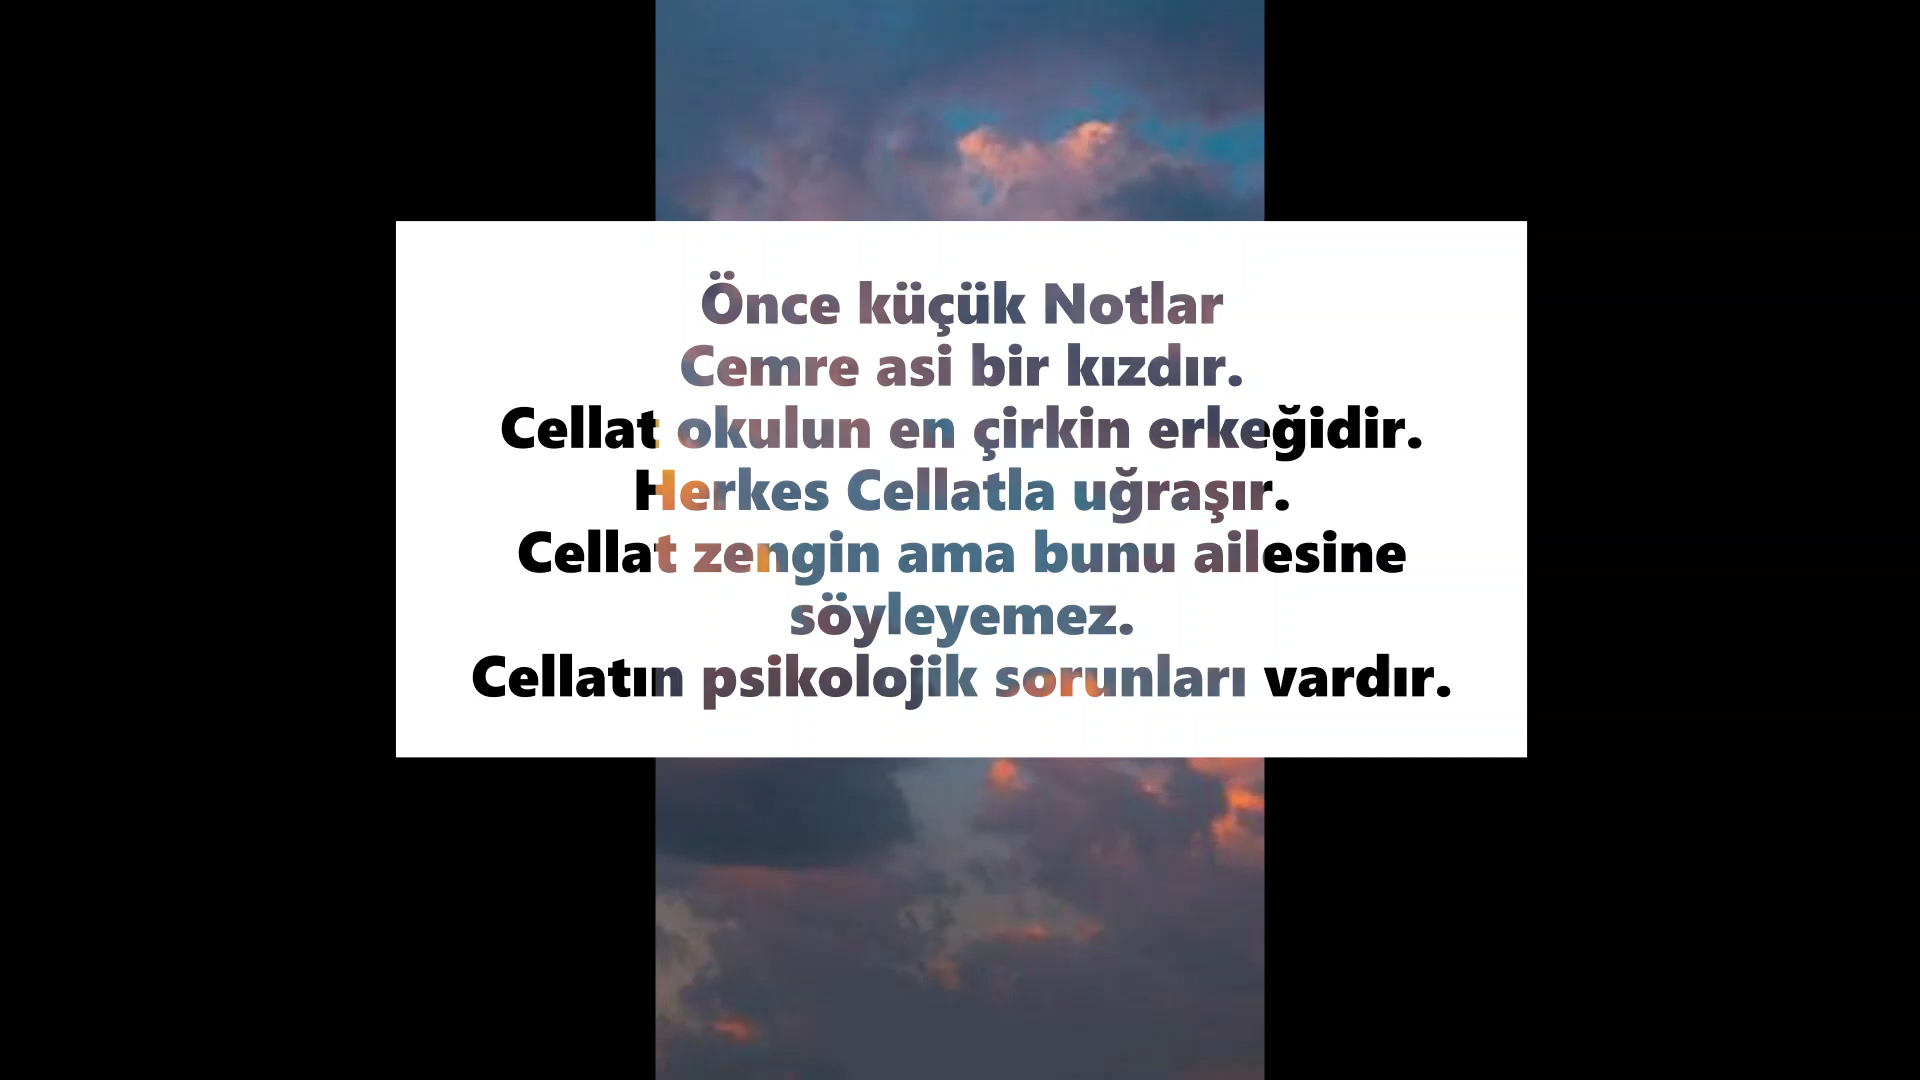 Önce küçük Notlar
Cemre asi bir kızdır.
Cellat okulun en çirkin erkeğidir.
Herkes Cellatla uğraşır.
Cellat zengin ama bunu ailesine
söyleyemez.
Cellatın psikolojik sorunları vardır.